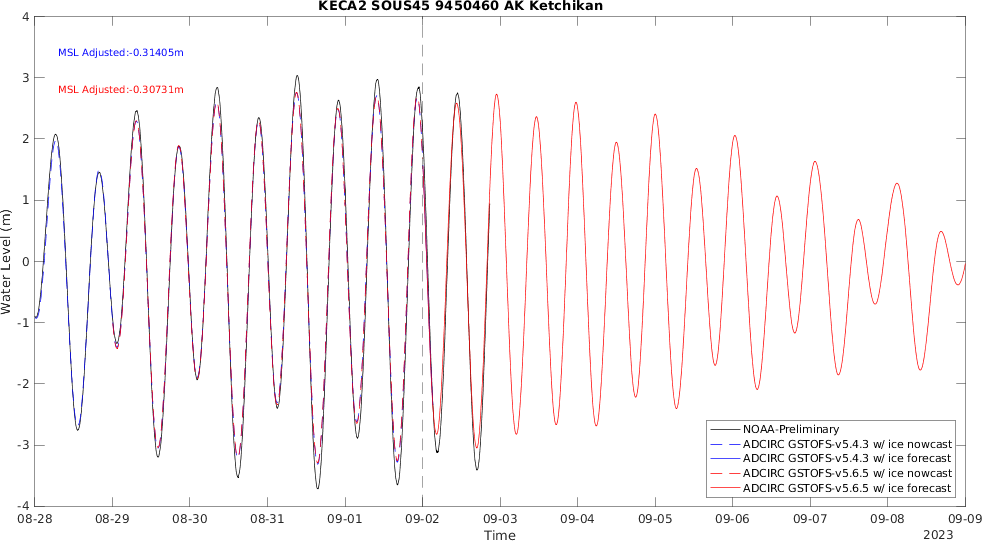 KECA2 SOUS45 9450460 AK Ketchikan
4
MSL Adjusted:-0.31405m
3
MSL Adjusted:-0.30731m
2
1
0
Water Level (m)
-1
-2
-3
-4
NOAA-Preliminary
ADCIRC GSTOFS-v5.4.3 w/ ice nowcast
ADCIRC GSTOFS-v5.4.3 w/ ice forecast
ADCIRC GSTOFS-v5.6.5 w/ ice nowcast
ADCIRC GSTOFS-v5.6.5 w/ ice forecast
08-28 08-29 08-30 08-31 09-01 09-02 09-03 09-04 09-05 09-06 09-07 09-08 09-09
Time
2023